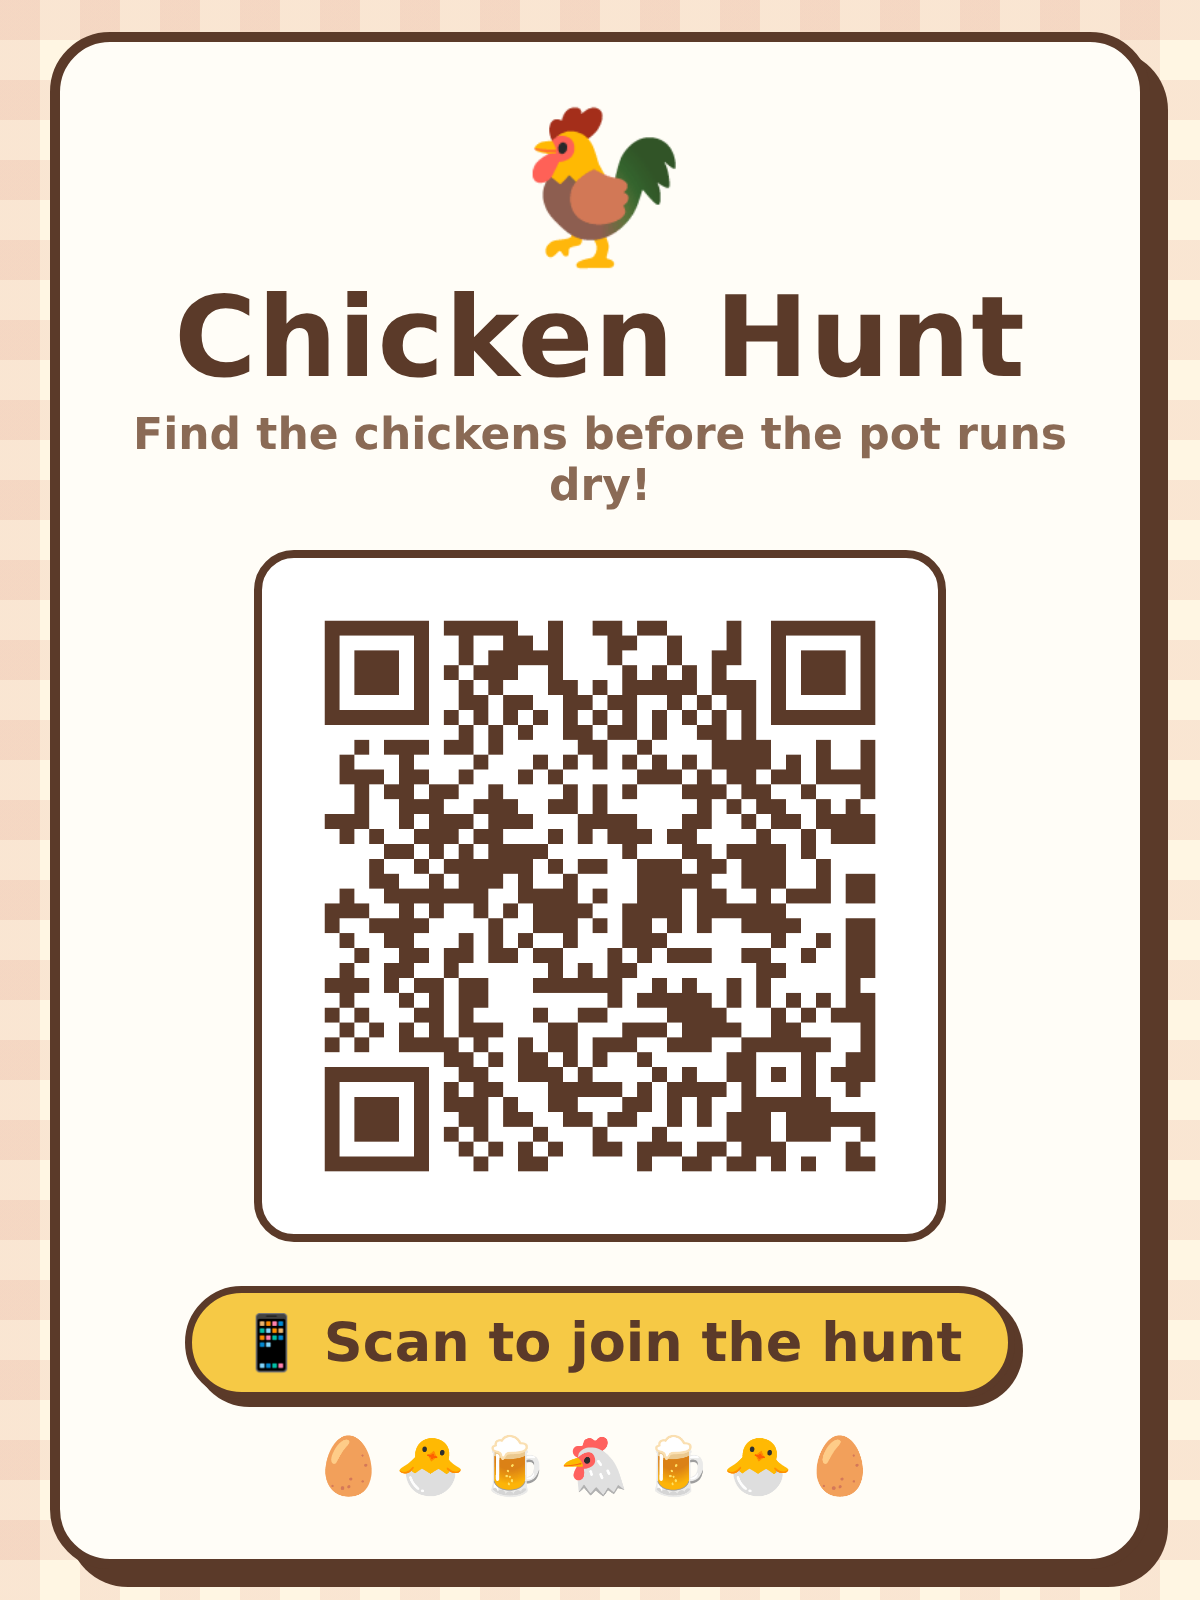 Chicken Hunt
Find the chickens before the pot runs
dry!
Scan to join the hunt